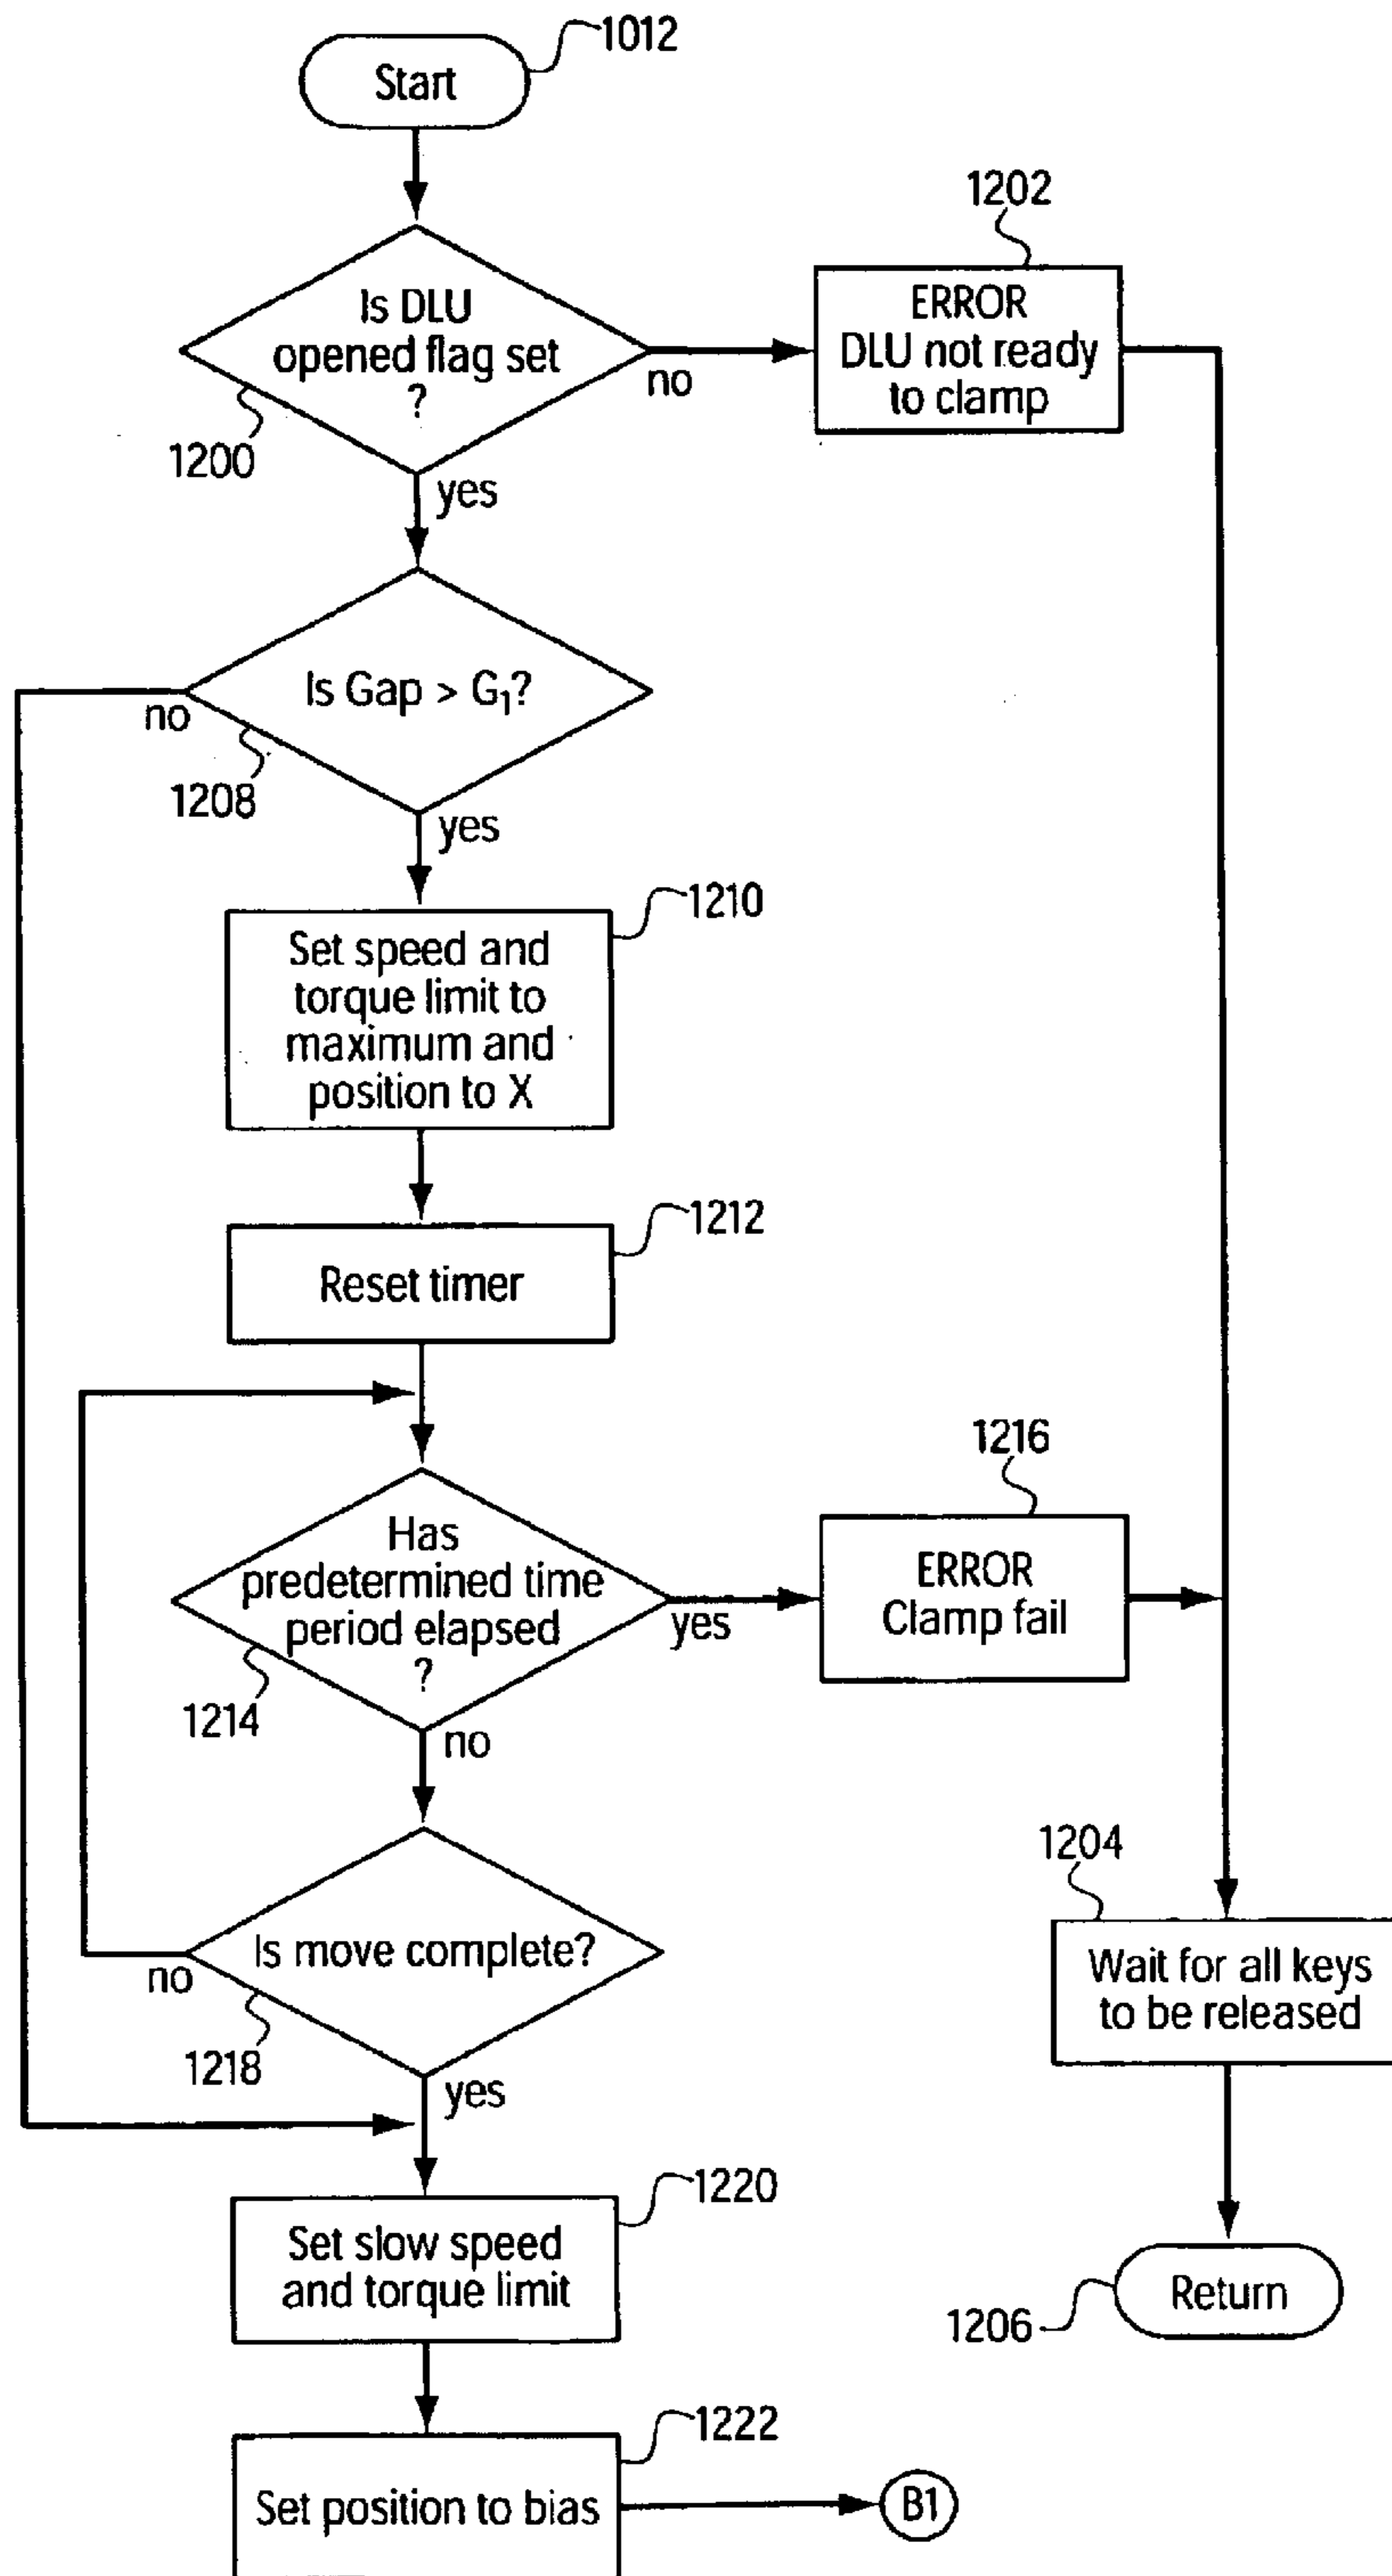 1012
Start
1202
Is DLU
opened flag set
?
no
1200
yes
ERROR
DLU not ready
to clamp
Is Gap > G₁?
no
1208
yes
1210
Set speed and
torque limit to
maximum and
position to X
1212
Reset timer
Has
predetermined time
period elapsed
?
yes
1214
no
1216
ERROR
Clamp fail
Is move complete?
no
1218
yes
1204
Wait for all keys
to be released
1220
Set slow speed
and torque limit
Return
1206
1222
Set position to bias
B1